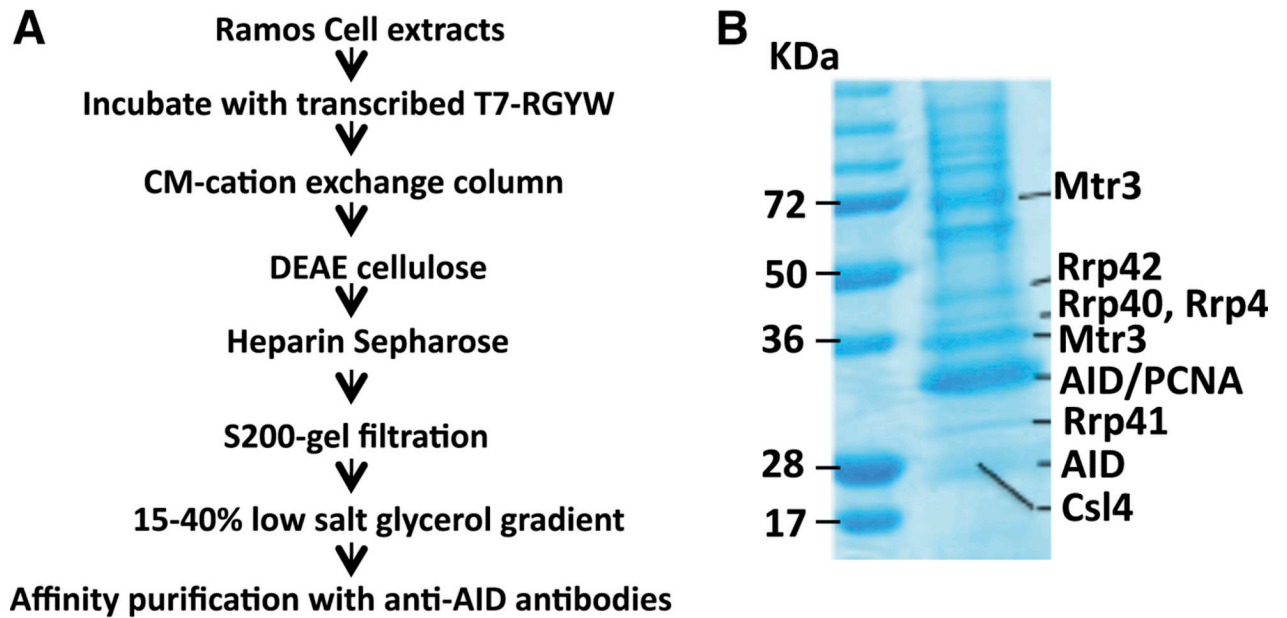 A
Ramos Cell extracts
Incubate with transcribed T7-RGYW
CM-cation exchange column
DEAE cellulose
Heparin Sepharose
S200-gel filtration
15-40% low salt glycerol gradient
Affinity purification with anti-AID antibodies
B
KDa
72
50
36
28
17
Mtr3
Rrp42
Rrp40, Rrp4
Mtr3
AID/PCNA
Rrp41
AID
Csl4